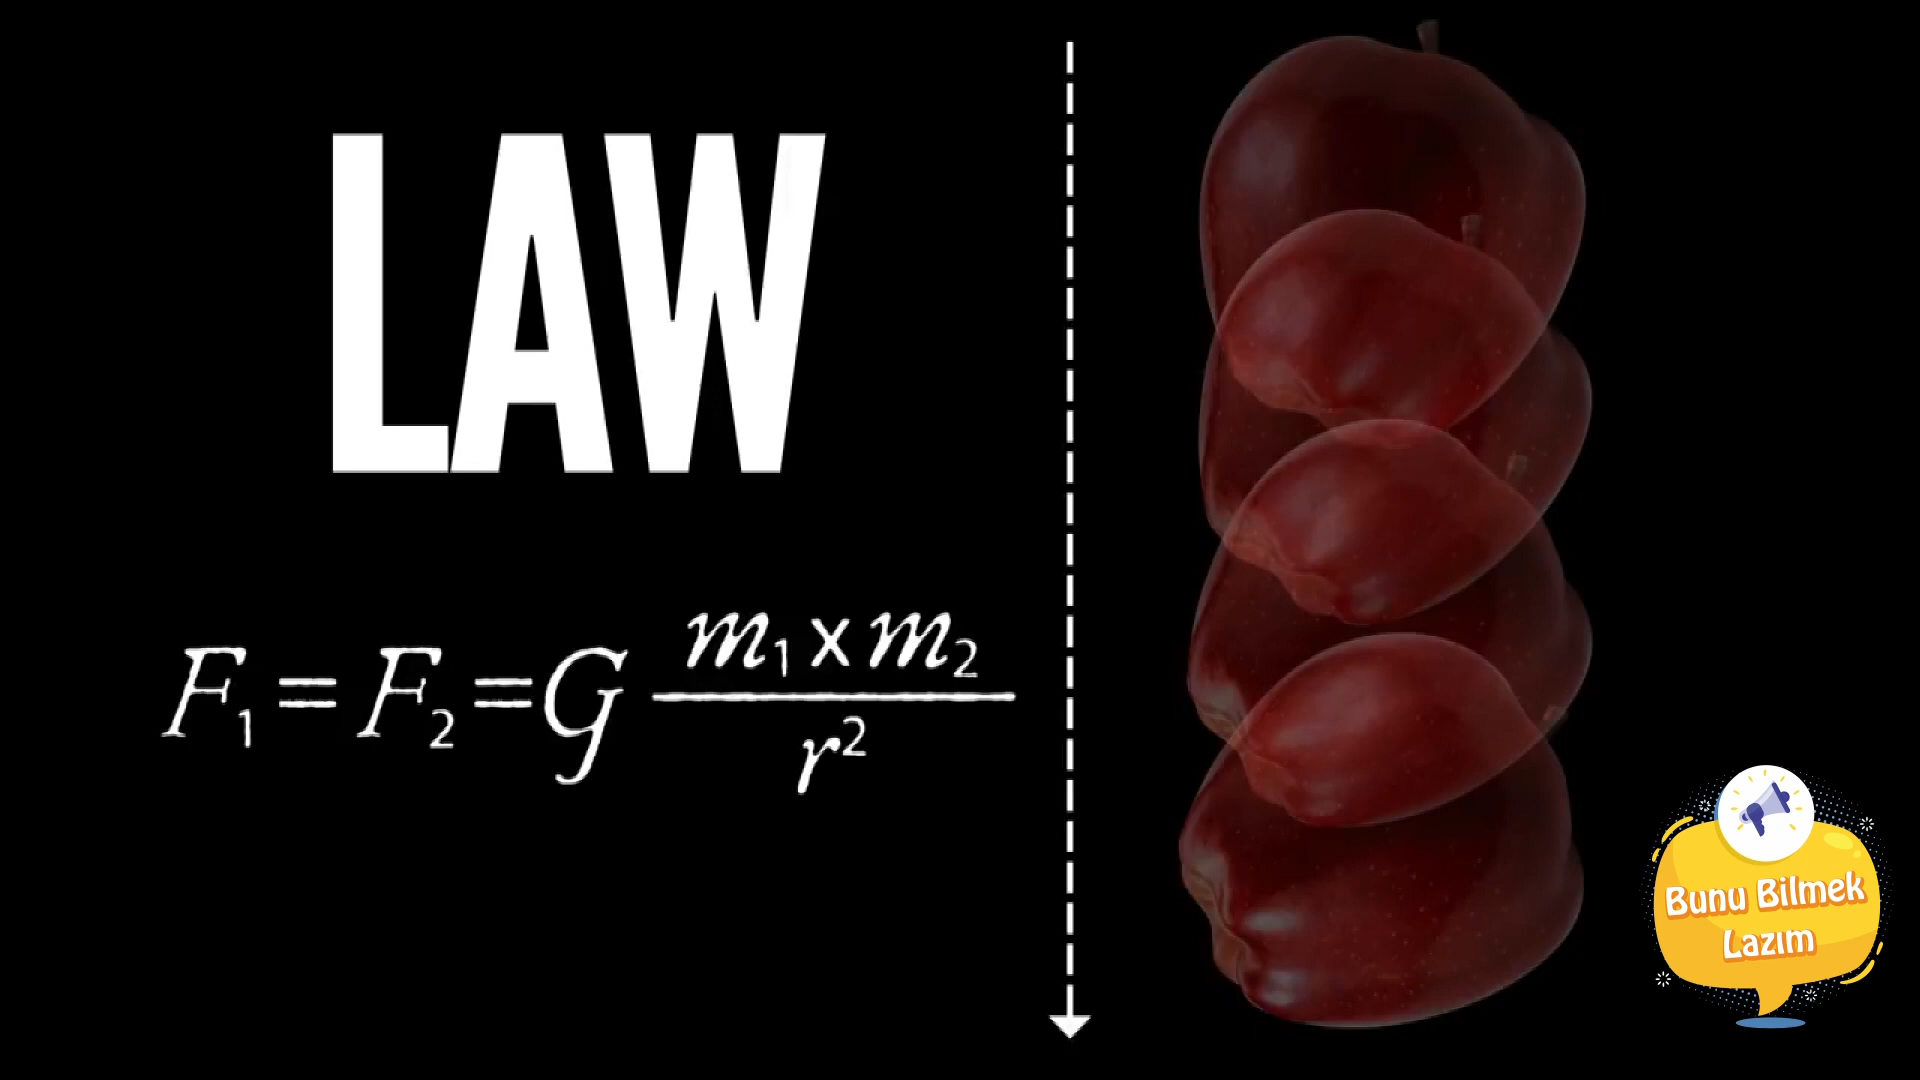 LAW
F₁ = F₂ = G m₁ x m₂ / r²
Bunu Bilmek
Lazım